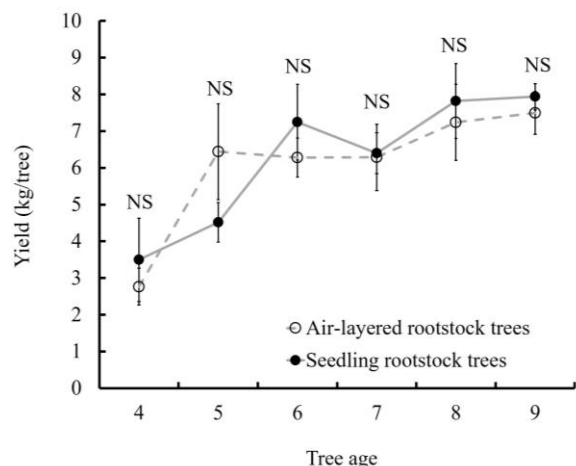 Yield (kg/tree)
10
9
8
7
6
5
4
3
2
1
0
NS
NS
NS
NS
NS
NS
Air-layered rootstock trees
Seedling rootstock trees
4 5 6 7 8 9
Tree age